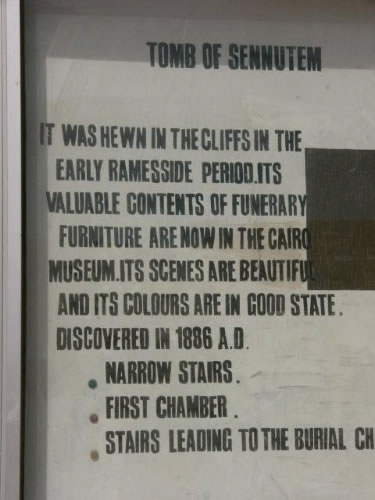 TOMB OF SENNUTEM
IT WAS HEWN IN THE CLIFFS IN THE
EARLY RAMESSIDE PERIOD.ITS
VALUABLE CONTENTS OF FUNERARY
FURNITURE ARE NOW IN THE CAIRO
MUSEUM.ITS SCENES ARE BEAUTIFUL
AND ITS COLOURS ARE IN GOOD STATE.
DISCOVERED IN 1886 A.D.
• NARROW STAIRS.
• FIRST CHAMBER.
• STAIRS LEADING TO THE BURIAL CH